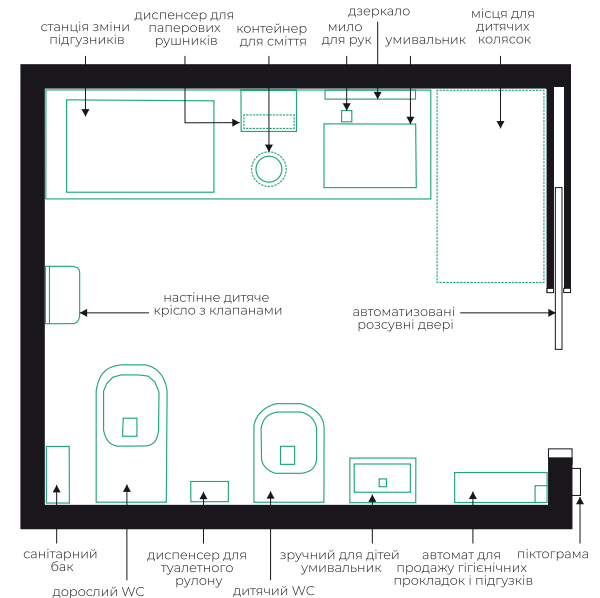 станція зміни
підгузників
диспенсер для
паперових
рушників
контейнер
для сміття
мило
для рук
дзеркало
умивальник
місця для
дитячих
колясок
настінне дитяче
крісло з клапанами
автоматизовані
розсувні двері
санітарний
бак
дорослий WC
диспенсер для
туалетного
рулону
дитячий WC
зручний для дітей
умивальник
автомат для
продажу гігієнічних
прокладок і підгузків
піктограма